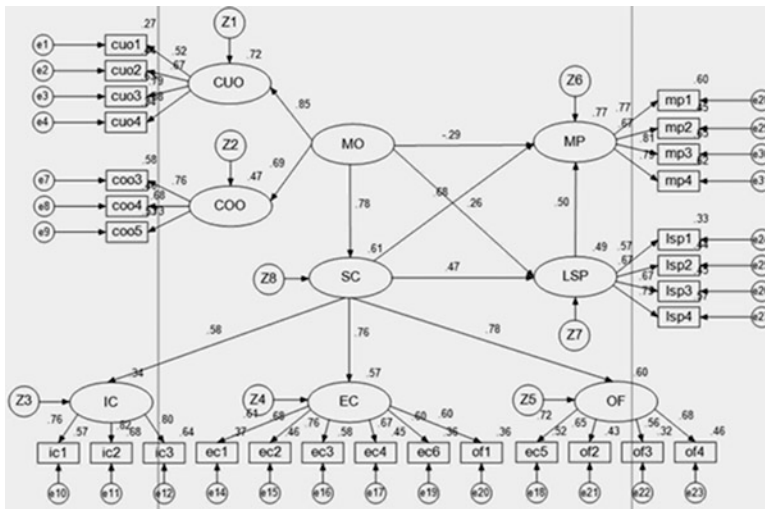 Z1
.27
e1
cuo1
.52
.72
Z6
e2
cuo2
.67
CUO
.60
e3
cuo3
.79
.77
.77
mp1
e4
cuo4
.85
.67
mp2
Z2
MO
-.29
MP
.81
mp3
.58
.69
.79
mp4
e7
coo3
.76
.47
.68
e8
coo4
.68
COO
.78
.26
.50
.33
e9
coo5
.61
.49
.57
lsp1
Z8
SC
.47
LSP
.67
lsp2
.67
lsp3
lsp4
.58
.76
.78
Z7
.34
.57
.60
Z3
IC
Z4
EC
Z5
OF
.76
.57
.82
.68
.80
.64
.61
.37
.68
.46
.76
.58
.67
.45
.60
.36
.60
.36
.72
.52
.65
.43
.56
.32
.68
.46
ic1
ic2
ic3
ec1
ec2
ec3
ec4
ec6
of1
ec5
of2
of3
of4
e10
e11
e12
e14
e15
e16
e17
e19
e20
e18
e21
e22
e23